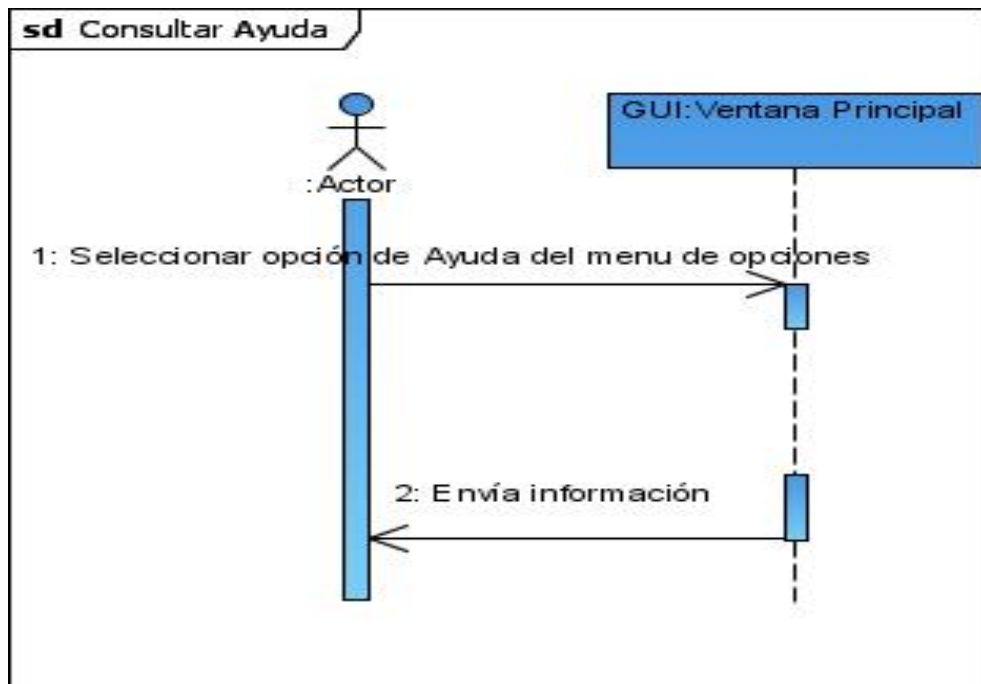 sd Consultar Ayuda
GUI:Ventana Principal
:Actor
1: Seleccionar opción de Ayuda del menu de opciones
2: Envía información